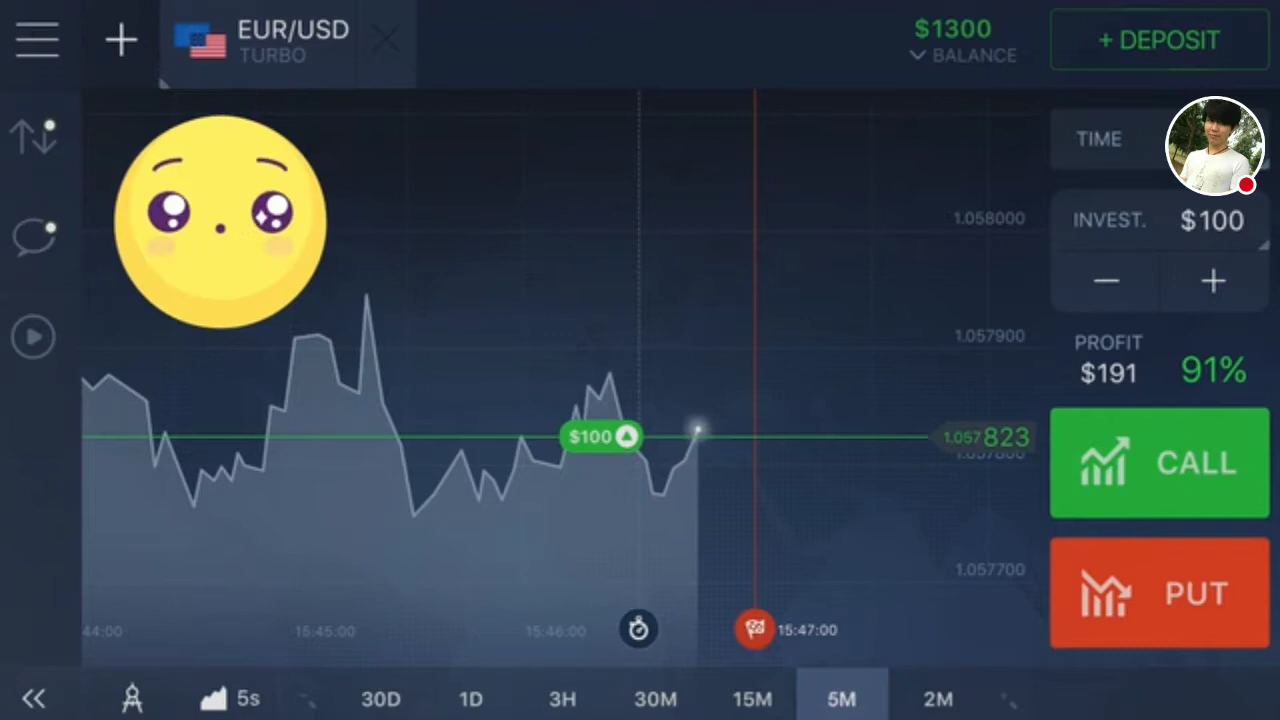 EUR/USD
TURBO
$1300
BALANCE
+ DEPOSIT
TIME
INVEST.
$100
1.058000
1.057900
PROFIT
$191
91%
$100
1.057823
1.057800
CALL
1.057700
PUT
44:00
15:45:00
15:46:00
15:47:00
5s
30D
1D
3H
30M
15M
5M
2M